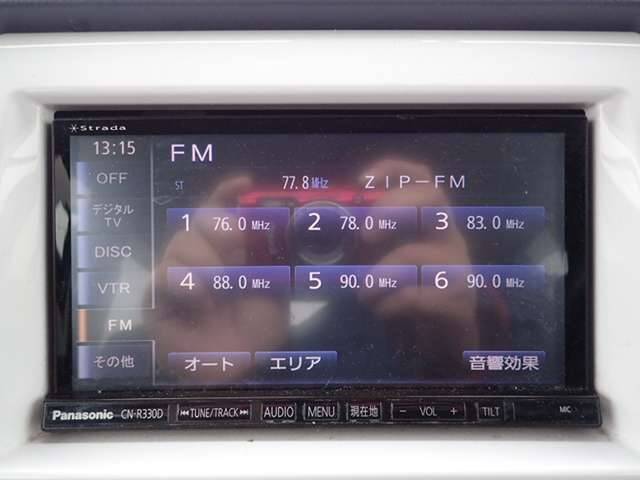 Strada
13:15
FM
OFF
ST 77.8MHz ZIP-FM
デジタル
TV
1 76.0 MHz 2 78.0 MHz 3 83.0 MHz
DISC
4 88.0 MHz 5 90.0 MHz 6 90.0 MHz
VTR
FM
その他
オート エリア 音響効果
Panasonic CN-R330D TUNE/TRACK AUDIO MENU 現在地 − VOL + TILT MIC